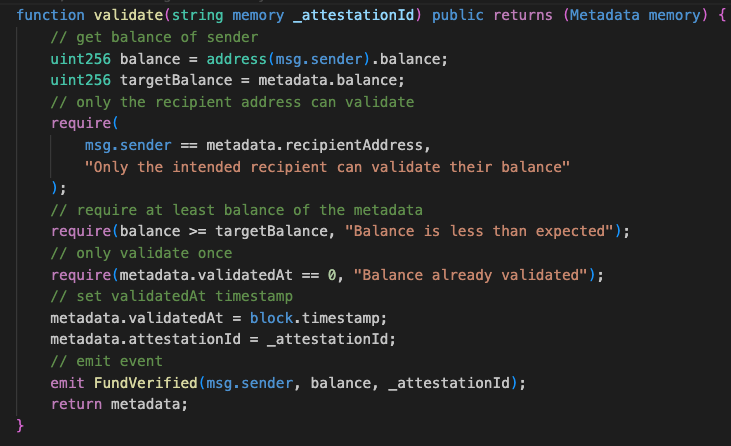 function validate(string memory _attestationId) public returns (Metadata memory) {
// get balance of sender
uint256 balance = address(msg.sender).balance;
uint256 targetBalance = metadata.balance;
// only the recipient address can validate
require(
msg.sender == metadata.recipientAddress,
"Only the intended recipient can validate their balance"
);
// require at least balance of the metadata
require(balance >= targetBalance, "Balance is less than expected");
// only validate once
require(metadata.validatedAt == 0, "Balance already validated");
// set validatedAt timestamp
metadata.validatedAt = block.timestamp;
metadata.attestationId = _attestationId;
// emit event
emit FundVerified(msg.sender, balance, _attestationId);
return metadata;
}